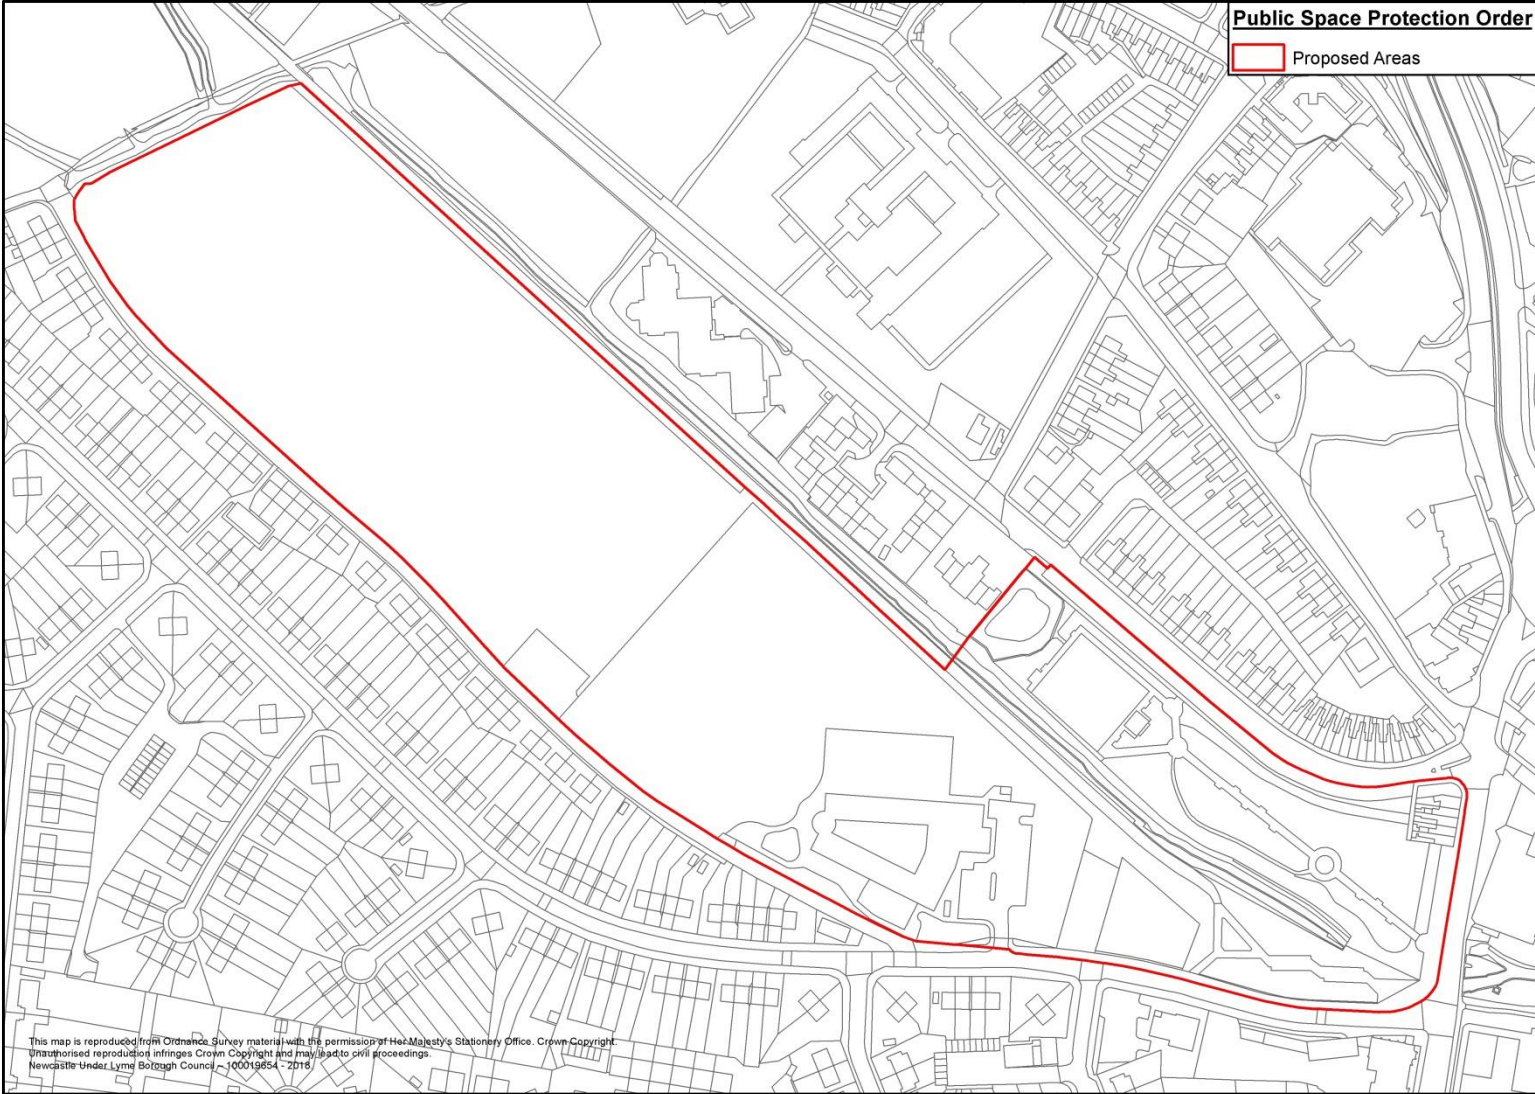 Public Space Protection Order
Proposed Areas
This map is reproduced from Ordnance Survey material with the permission of Her Majesty's Stationery Office. Crown Copyright.
Unauthorised reproduction infringes Crown Copyright and may lead to civil proceedings.
Newcastle Under Lyme Borough Council - 100019654 - 2018